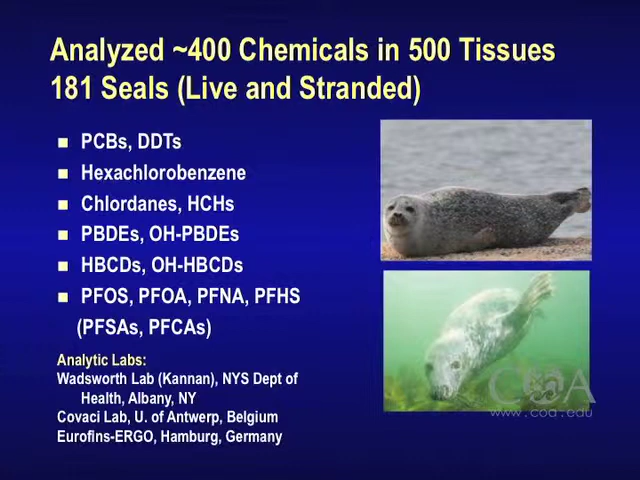 Analyzed ~400 Chemicals in 500 Tissues
181 Seals (Live and Stranded)
PCBs, DDTs
Hexachlorobenzene
Chlordanes, HCHs
PBDEs, OH-PBDEs
HBCDs, OH-HBCDs
PFOS, PFOA, PFNA, PFHS
(PFSAs, PFCAs)
Analytic Labs:
Wadsworth Lab (Kannan), NYS Dept of
Health, Albany, NY
Covaci Lab, U. of Antwerp, Belgium
Eurofins-ERGO, Hamburg, Germany
COA
www.coa.edu